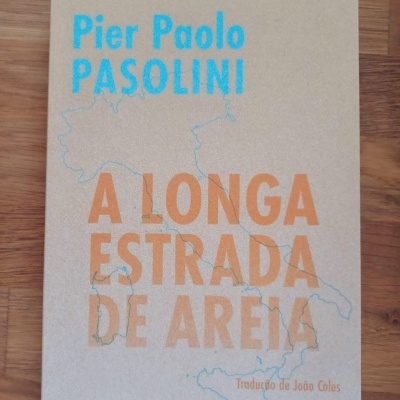 Pier Paolo
PASOLINI
A LONGA
ESTRADA
DE AREIA
Tradução de João Coles